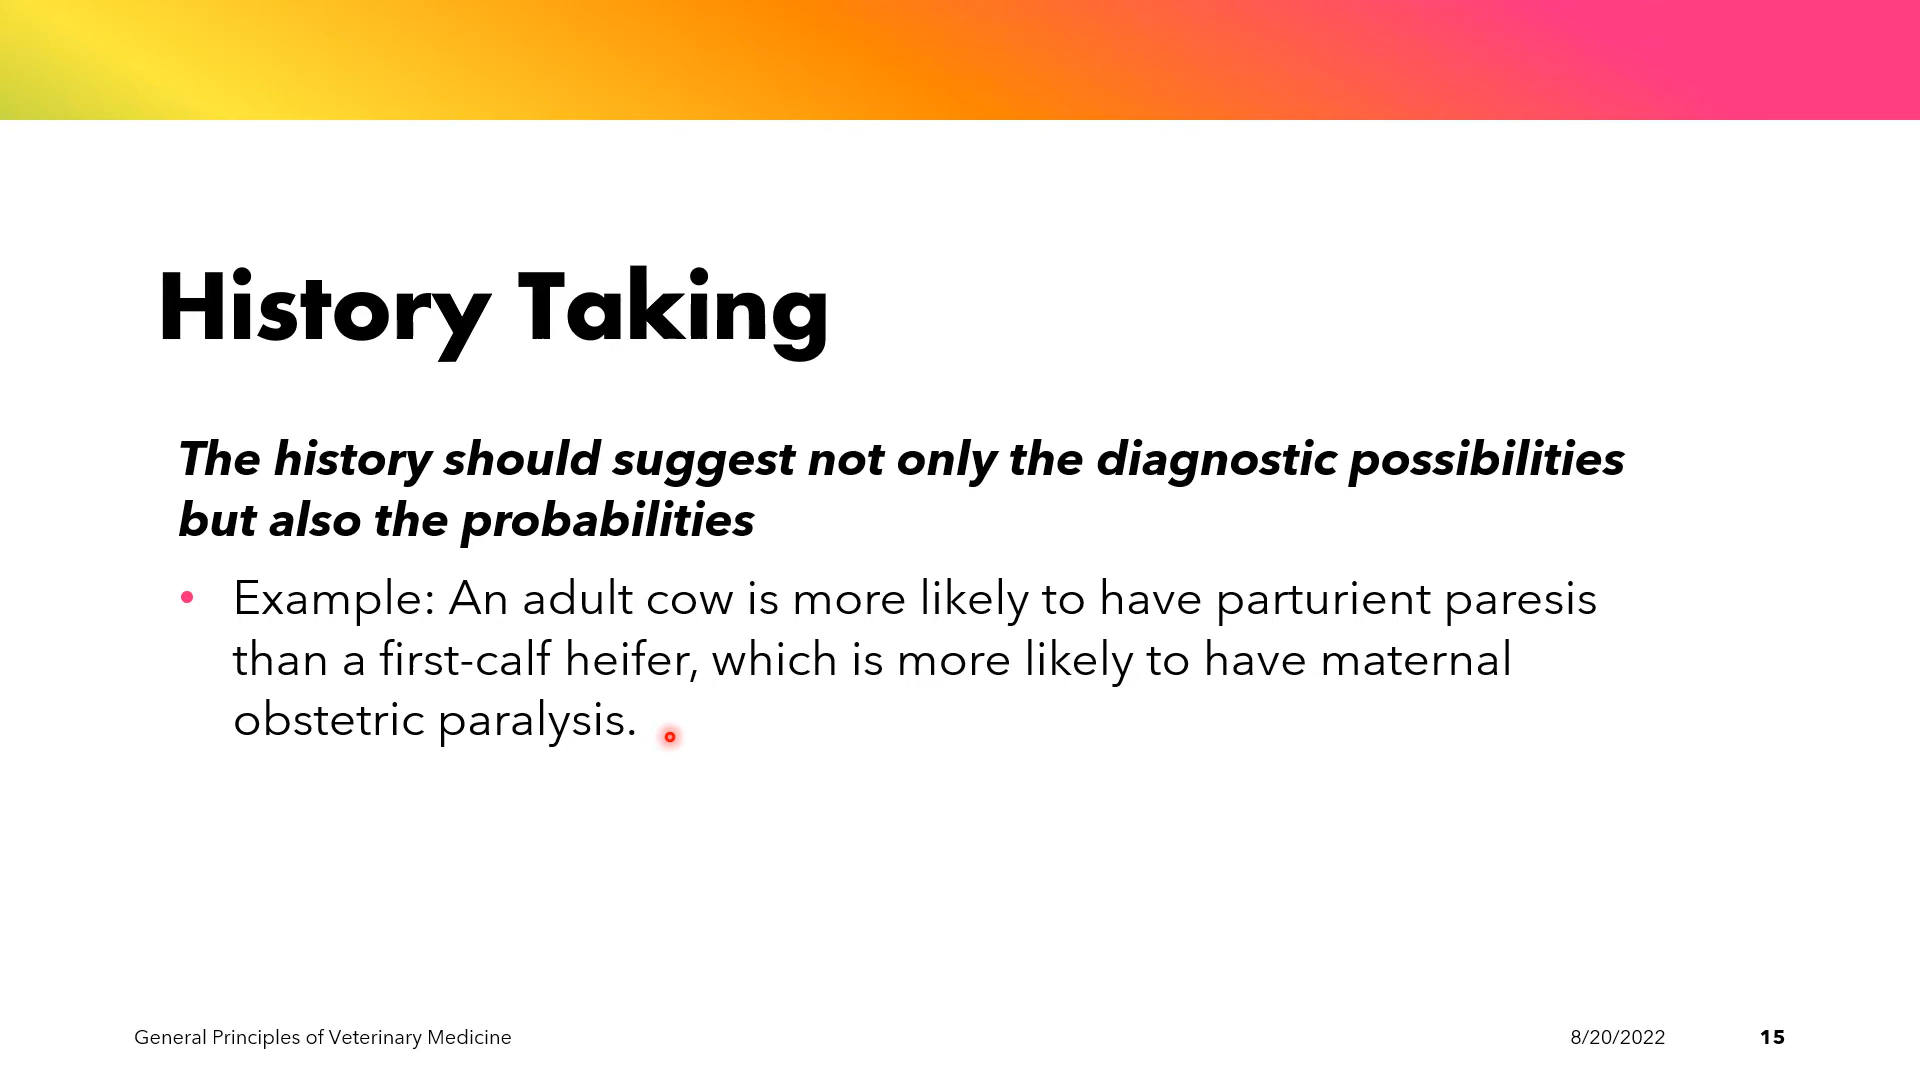 History Taking
The history should suggest not only the diagnostic possibilities
but also the probabilities
• Example: An adult cow is more likely to have parturient paresis
than a first-calf heifer, which is more likely to have maternal
obstetric paralysis.
General Principles of Veterinary Medicine
8/20/2022
15